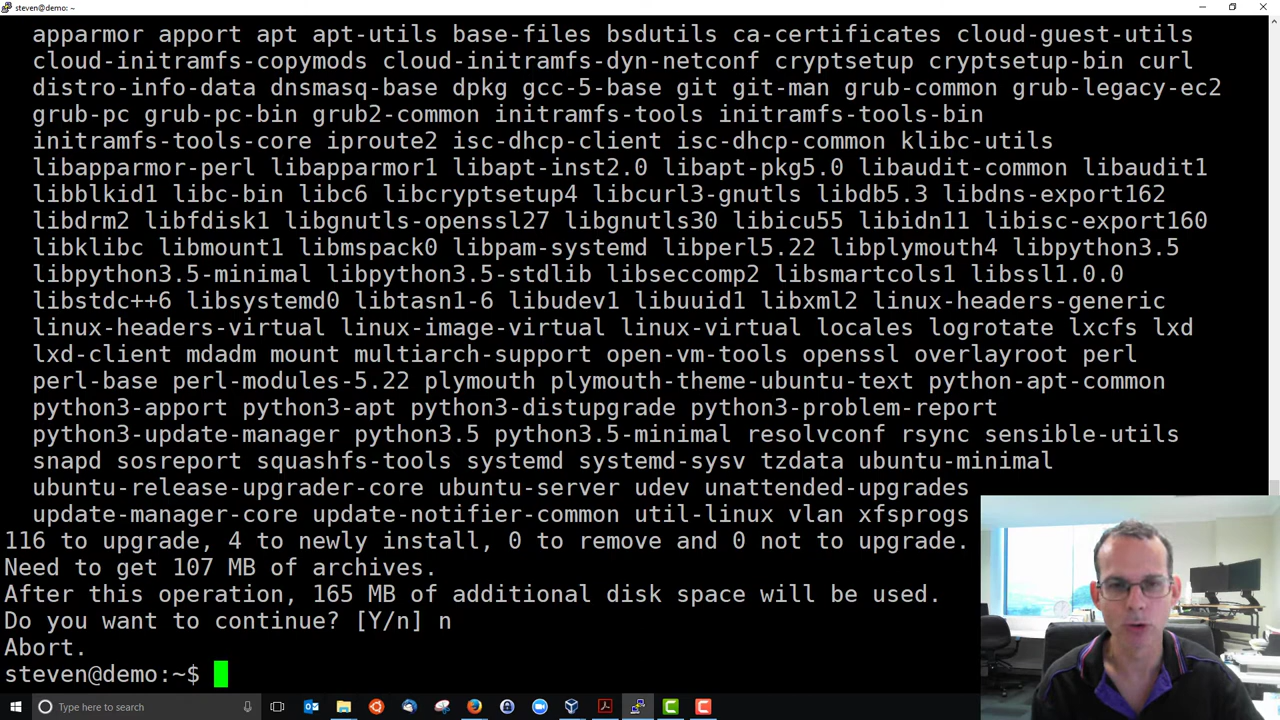 steven@demo: ~
apparmor apport apt apt-utils base-files bsdutils ca-certificates cloud-guest-utils
cloud-initramfs-copymods cloud-initramfs-dyn-netconf cryptsetup cryptsetup-bin curl
distro-info-data dnsmasq-base dpkg gcc-5-base git git-man grub-common grub-legacy-ec2
grub-pc grub-pc-bin grub2-common initramfs-tools initramfs-tools-bin
initramfs-tools-core iproute2 isc-dhcp-client isc-dhcp-common klibc-utils
libapparmor-perl libapparmor1 libapt-inst2.0 libapt-pkg5.0 libaudit-common libaudit1
libblkid1 libc-bin libc6 libcryptsetup4 libcurl3-gnutls libdb5.3 libdns-export162
libdrm2 libfdisk1 libgnutls-openssl27 libgnutls30 libicu55 libidn11 libisc-export160
libklibc libmount1 libmspack0 libpam-systemd libperl5.22 libplymouth4 libpython3.5
libpython3.5-minimal libpython3.5-stdlib libseccomp2 libsmartcols1 libssl1.0.0
libstdc++6 libsystemd0 libtasn1-6 libudev1 libuuid1 libxml2 linux-headers-generic
linux-headers-virtual linux-image-virtual linux-virtual locales logrotate lxcfs lxd
lxd-client mdadm mount multiarch-support open-vm-tools openssl overlayroot perl
perl-base perl-modules-5.22 plymouth plymouth-theme-ubuntu-text python-apt-common
python3-apport python3-apt python3-distupgrade python3-problem-report
python3-update-manager python3.5 python3.5-minimal resolvconf rsync sensible-utils
snapd sosreport squashfs-tools systemd systemd-sysv tzdata ubuntu-minimal
ubuntu-release-upgrader-core ubuntu-server udev unattended-upgrades
update-manager-core update-notifier-common util-linux vlan xfsprogs
116 to upgrade, 4 to newly install, 0 to remove and 0 not to upgrade.
Need to get 107 MB of archives.
After this operation, 165 MB of additional disk space will be used.
Do you want to continue? [Y/n] n
Abort.
steven@demo:~$
Type here to search